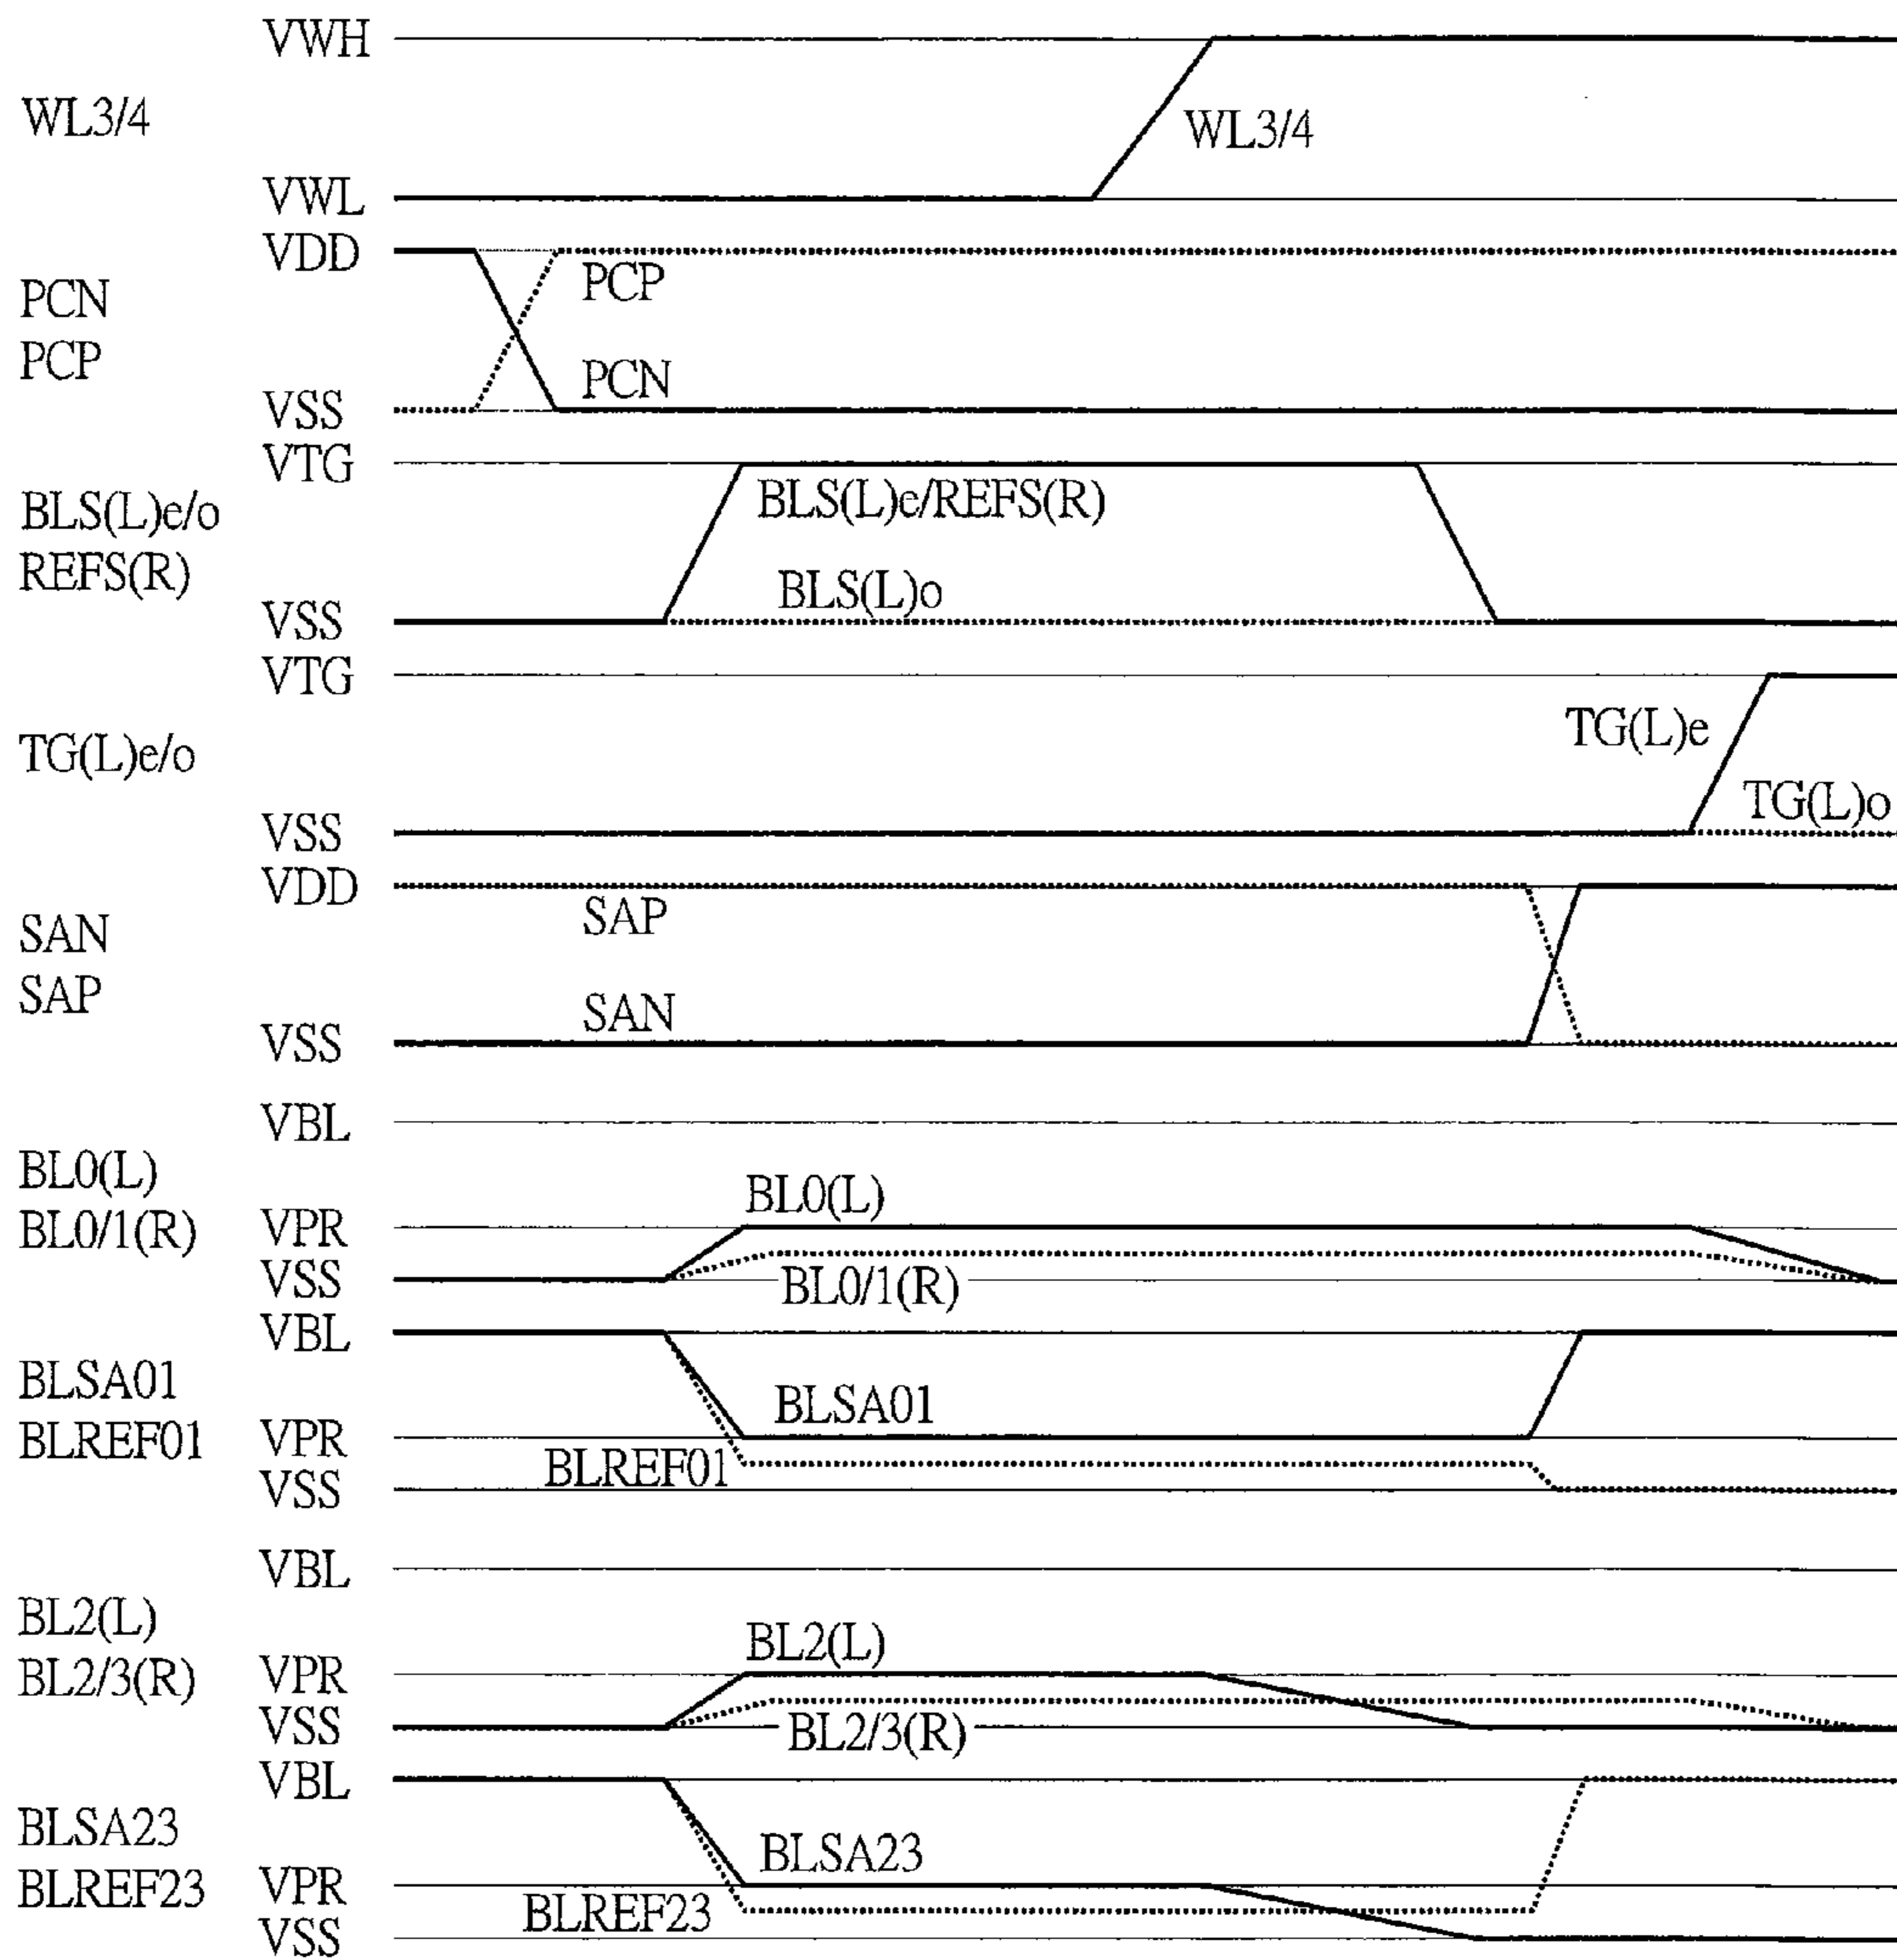 VWH
WL3/4
WL3/4
VWL
VDD
PCN
PCP
PCP
PCN
VSS
VTG
BLS(L)e/o
REFS(R)
BLS(L)e/REFS(R)
BLS(L)o
VSS
VTG
TG(L)e/o
TG(L)e
TG(L)o
VSS
VDD
SAN
SAP
SAP
SAN
VSS
VBL
BL0(L)
BL0/1(R)
BL0(L)
VPR
VSS
BL0/1(R)
VBL
BLSA01
BLREF01
BLSA01
VPR
BLREF01
VSS
VBL
BL2(L)
BL2/3(R)
BL2(L)
VPR
VSS
BL2/3(R)
VBL
BLSA23
BLREF23
BLSA23
VPR
BLREF23
VSS